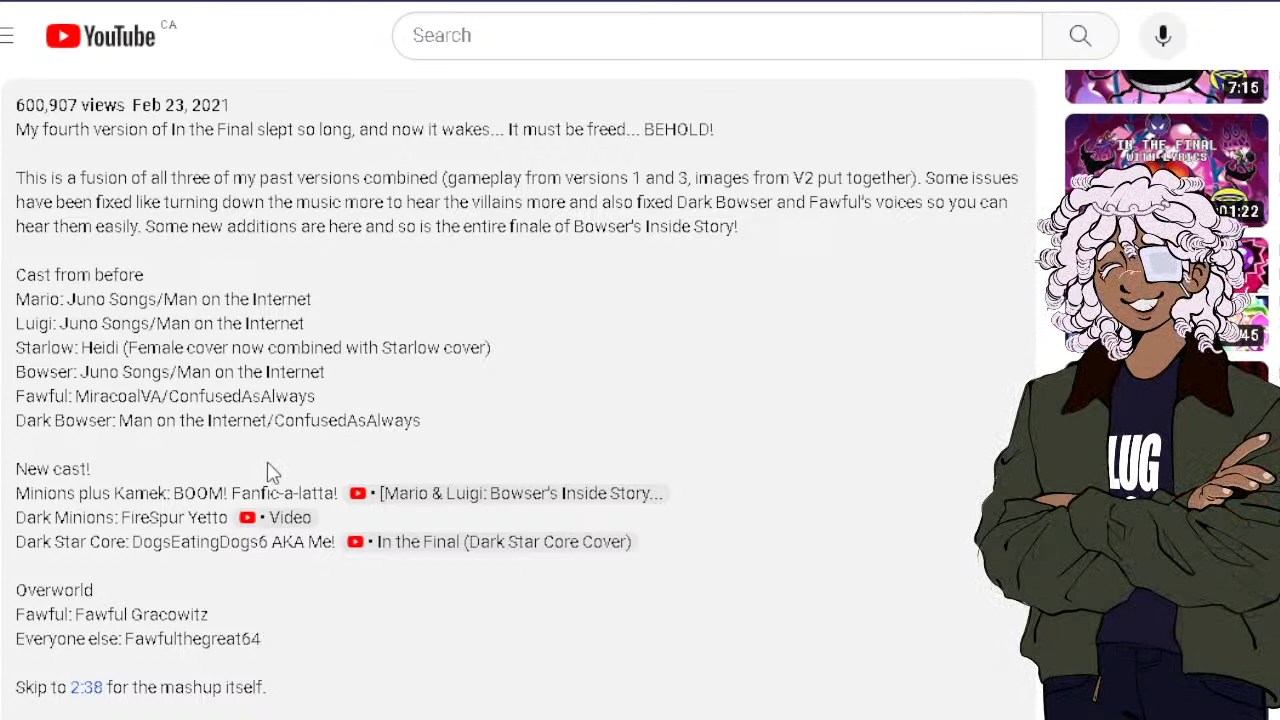 YouTube CA
Search
600,907 views Feb 23, 2021
My fourth version of In the Final slept so long, and now it wakes... It must be freed... BEHOLD!
This is a fusion of all three of my past versions combined (gameplay from versions 1 and 3, images from V2 put together). Some issues
have been fixed like turning down the music more to hear the villains more and also fixed Dark Bowser and Fawful's voices so you can
hear them easily. Some new additions are here and so is the entire finale of Bowser's Inside Story!
Cast from before
Mario: Juno Songs/Man on the Internet
Luigi: Juno Songs/Man on the Internet
Starlow: Heidi (Female cover now combined with Starlow cover)
Bowser: Juno Songs/Man on the Internet
Fawful: MiracoalVA/ConfusedAsAlways
Dark Bowser: Man on the Internet/ConfusedAsAlways
New cast!
Minions plus Kamek: BOOM! Fanfic-a-latta! • [Mario & Luigi: Bowser's Inside Story...
Dark Minions: FireSpur Yetto • Video
Dark Star Core: DogsEatingDogs6 AKA Me! • In the Final (Dark Star Core Cover)
Overworld
Fawful: Fawful Gracowitz
Everyone else: Fawfulthegreat64
Skip to 2:38 for the mashup itself.
7:15
IN THE FINAL
WITH LYRICS
01:22
45
LUG